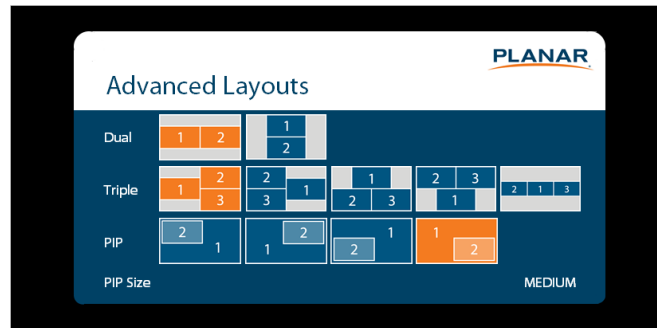 PLANAR
Advanced Layouts
Dual 1 2 1
2
Triple 1 2 3 2 3 1 1 2 3 2 3 1 2 1 3
PIP 2 1 2 1 1 2 1 2
PIP Size MEDIUM